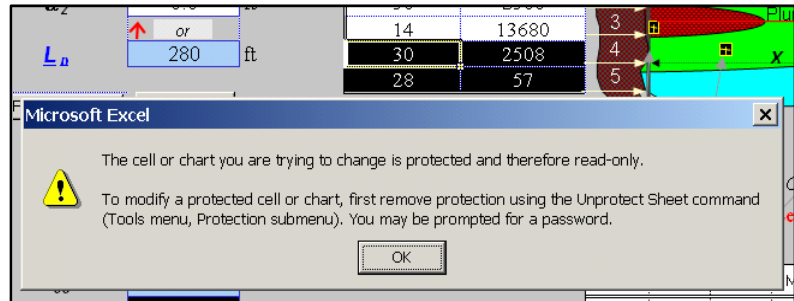 14 13680 3
or
L D 280 ft 30 2508 4 x
28 57 5
Microsoft Excel
The cell or chart you are trying to change is protected and therefore read-only.
To modify a protected cell or chart, first remove protection using the Unprotect Sheet command
(Tools menu, Protection submenu). You may be prompted for a password.
OK